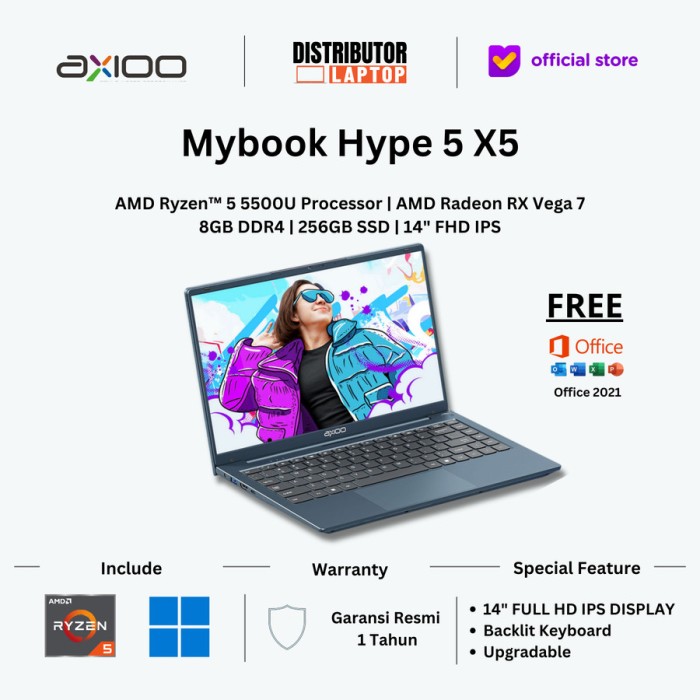 axioo
DISTRIBUTOR
LAPTOP
official store
Mybook Hype 5 X5
AMD Ryzen™ 5 5500U Processor | AMD Radeon RX Vega 7
8GB DDR4 | 256GB SSD | 14" FHD IPS
FREE
Office
Office 2021
axioo
Include
Warranty
Special Feature
AMD
RYZEN
5
Garansi Resmi
1 Tahun
• 14" FULL HD IPS DISPLAY
• Backlit Keyboard
• Upgradable